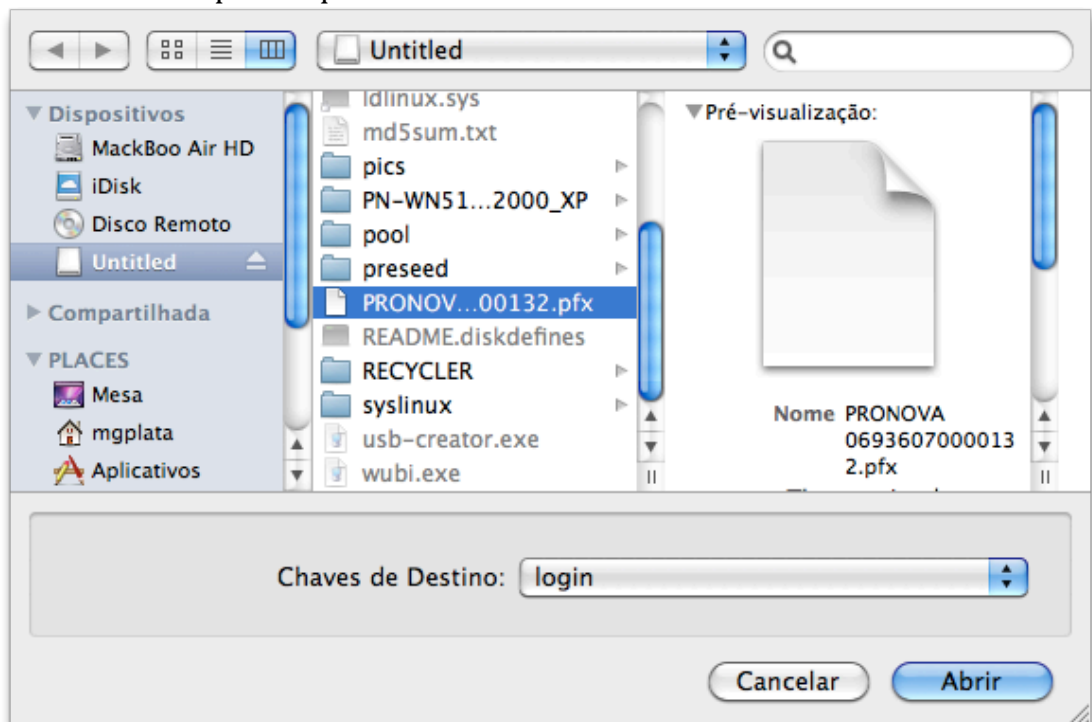 Untitled
Dispositivos
MackBoo Air HD
iDisk
Disco Remoto
Untitled
Compartilhada
PLACES
Mesa
mgplata
Aplicativos
ldlinux.sys
md5sum.txt
pics
PN-WN51...2000_XP
pool
preseed
PRONOV...00132.pfx
README.diskdefines
RECYCLER
syslinux
usb-creator.exe
wubi.exe
Pré-visualização:
Nome PRONOVA
0693607000013
2.pfx
Chaves de Destino: login
Cancelar Abrir